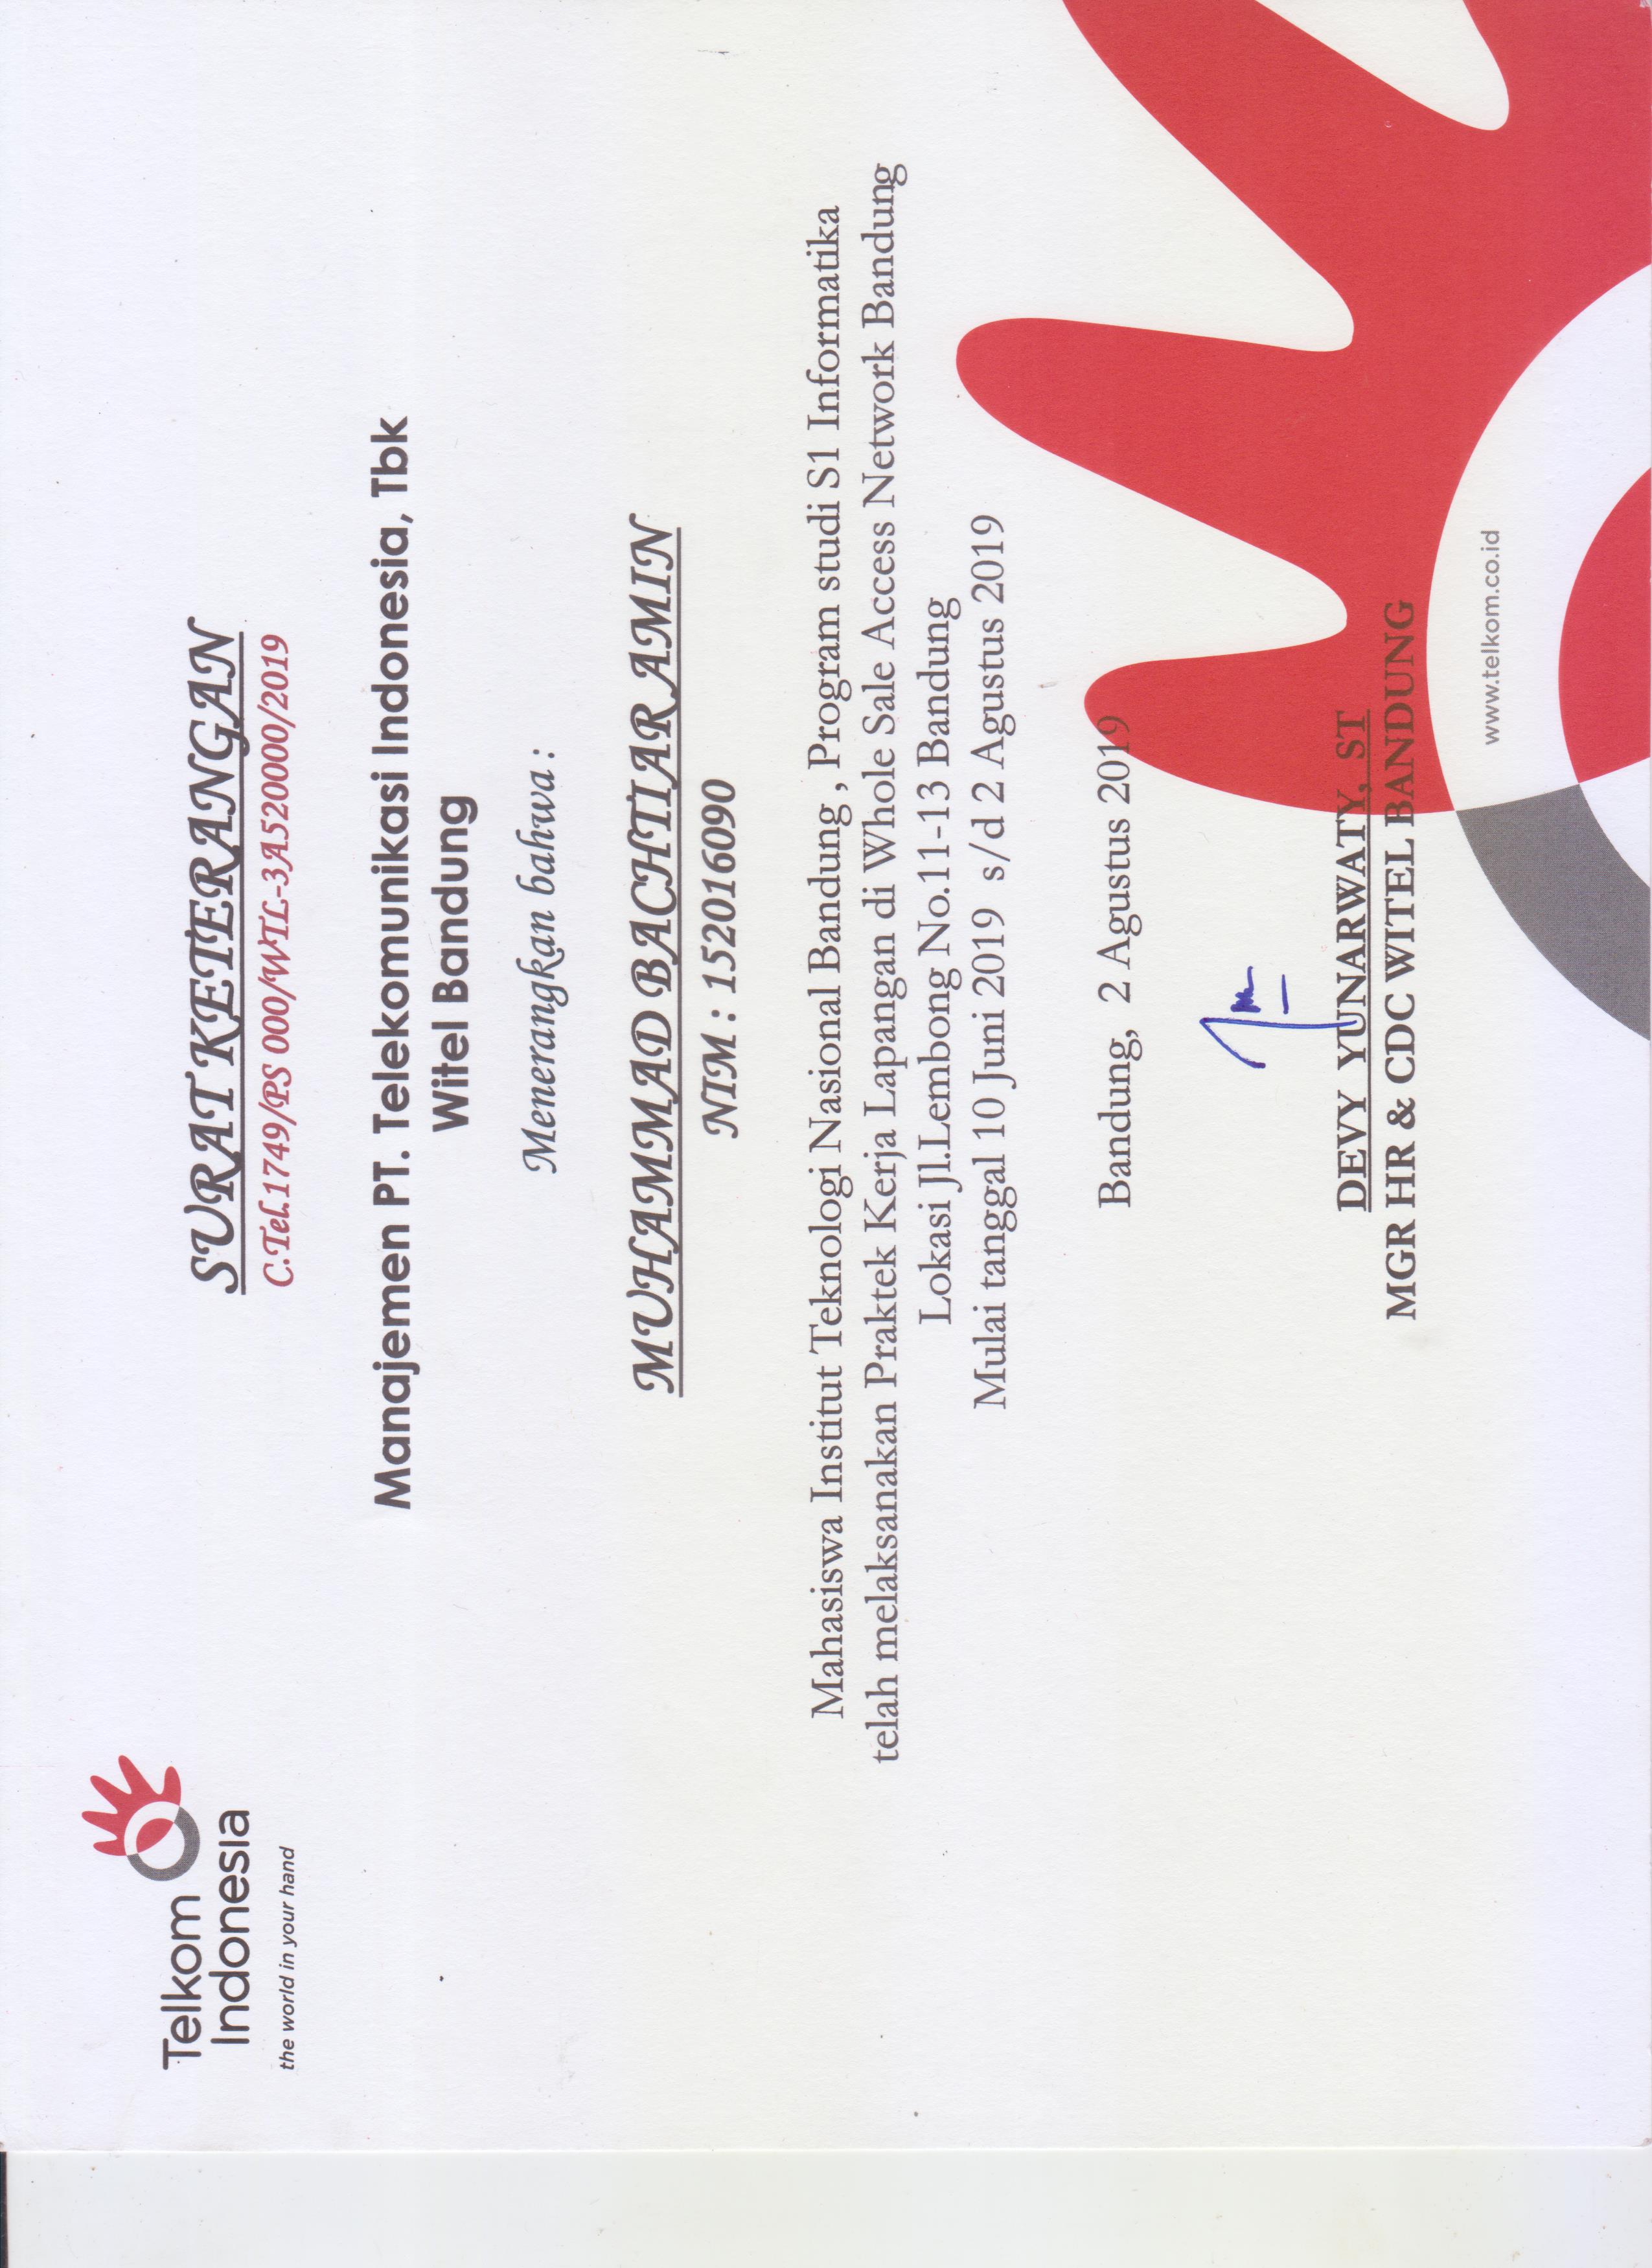 Telkom
Indonesia
the world in your hand
SURAT KETERANGAN
C.Tel.1749/PS 000/WTL-3A520000/2019
Manajemen PT. Telekomunikasi Indonesia, Tbk
Witel Bandung
Menerangkan bahwa :
MUHAMMAD BACHTIAR AMIN
NIM : 152016090
Mahasiswa Institut Teknologi Nasional Bandung , Program studi S1 Informatika
telah melaksanakan Praktek Kerja Lapangan di Whole Sale Access Network Bandung
Lokasi Jl.Lembong No.11-13 Bandung
Mulai tanggal 10 Juni 2019 s/d 2 Agustus 2019
Bandung, 2 Agustus 2019
DEVY YUNARWATY, ST
MGR HR & CDC WITEL BANDUNG
www.telkom.co.id